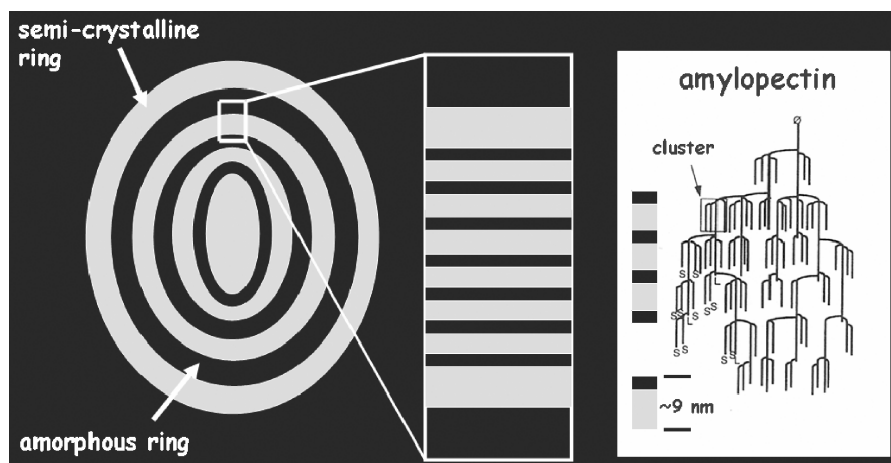 semi-crystalline
ring
amorphous ring
amylopectin
Ø
cluster
S S
L
S S
S S
L S
S S
S S
L
~9 nm